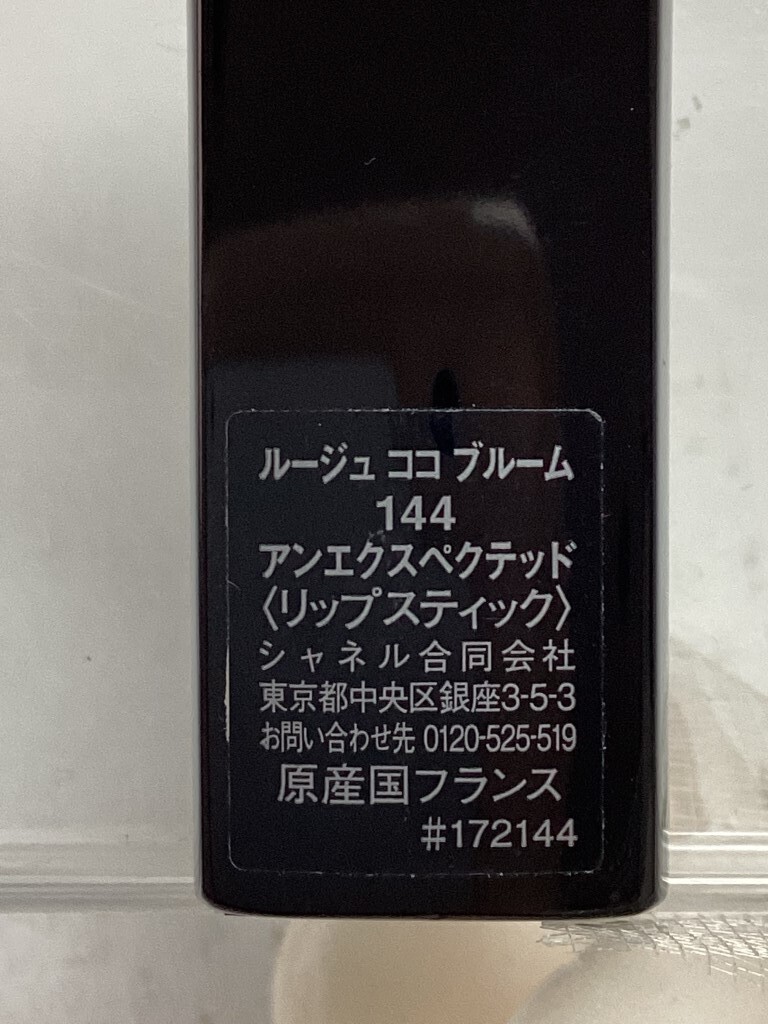 ルージュ ココ ブルーム
144
アンエクスペクテッド
〈リップスティック〉
シャネル合同会社
東京都中央区銀座3-5-3
お問い合わせ先 0120-525-519
原産国フランス
#172144